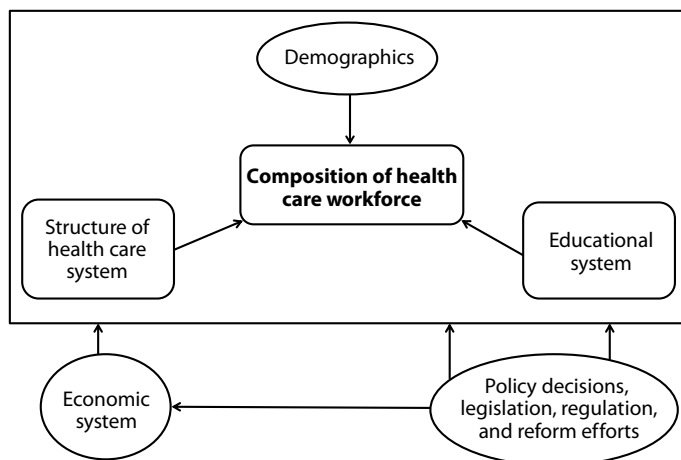 Demographics
Composition of health
care workforce
Structure of
health care
system
Educational
system
Economic
system
Policy decisions,
legislation, regulation,
and reform efforts